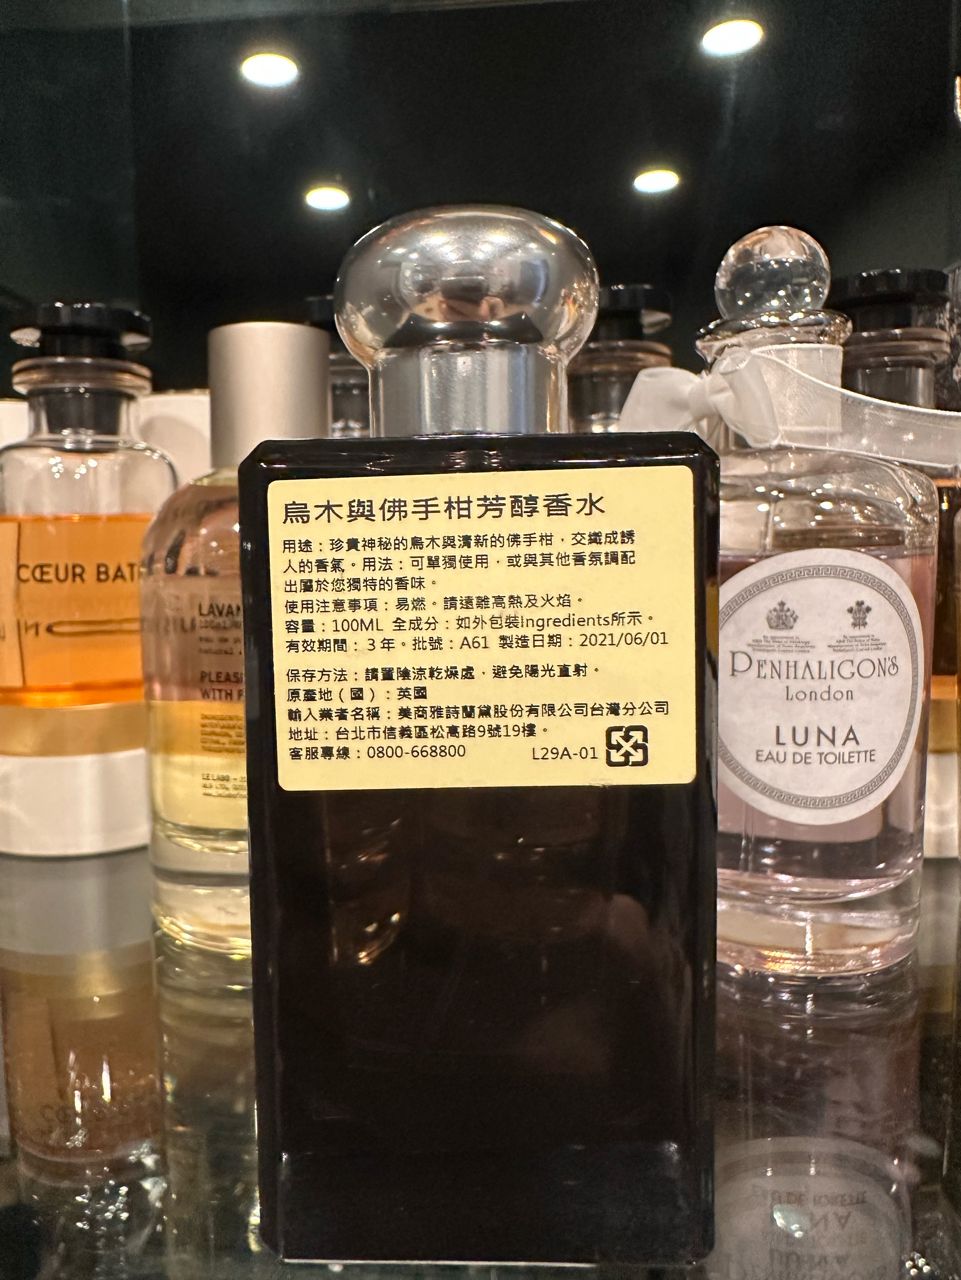 烏木與佛手柑芳醇香水
用途：珍貴神秘的烏木與清新的佛手柑，交織成誘
人的香氣。用法：可單獨使用，或與其他香氛調配
出屬於您獨特的香味。
使用注意事項：易燃。請遠離高熱及火焰。
容量：100ML 全成分：如外包裝Ingredients所示。
有效期間：3年。批號：A61 製造日期：2021/06/01
保存方法：請置陰涼乾燥處，避免陽光直射。
原產地（國）：英國
輸入業者名稱：美商雅詩蘭黛股份有限公司台灣分公司
地址：台北市信義區松高路9號19樓。
客服專線：0800-668800 L29A-01
CŒUR BAT
LAVAN
PLEAS
WITH F
LE LABO
PENHALIGON'S
London
LUNA
EAU DE TOILETTE